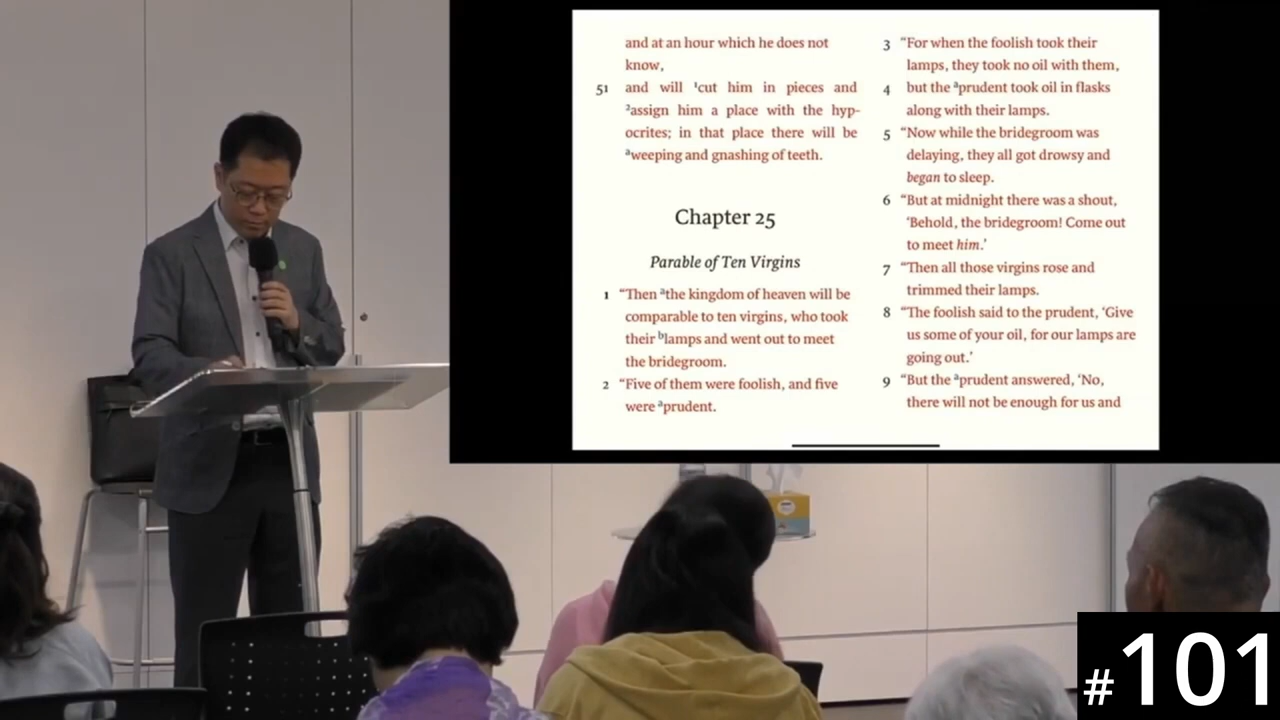 and at an hour which he does not
know,
51 and will ¹cut him in pieces and
²assign him a place with the hyp-
ocrites; in that place there will be
ᵃweeping and gnashing of teeth.
Chapter 25
Parable of Ten Virgins
1 “Then ᵃthe kingdom of heaven will be
comparable to ten virgins, who took
their ᵇlamps and went out to meet
the bridegroom.
2 “Five of them were foolish, and five
were ᵃprudent.
3 “For when the foolish took their
lamps, they took no oil with them,
4 but the ᵃprudent took oil in flasks
along with their lamps.
5 “Now while the bridegroom was
delaying, they all got drowsy and
began to sleep.
6 “But at midnight there was a shout,
‘Behold, the bridegroom! Come out
to meet him.’
7 “Then all those virgins rose and
trimmed their lamps.
8 “The foolish said to the prudent, ‘Give
us some of your oil, for our lamps are
going out.’
9 “But the ᵃprudent answered, ‘No,
there will not be enough for us and
#101